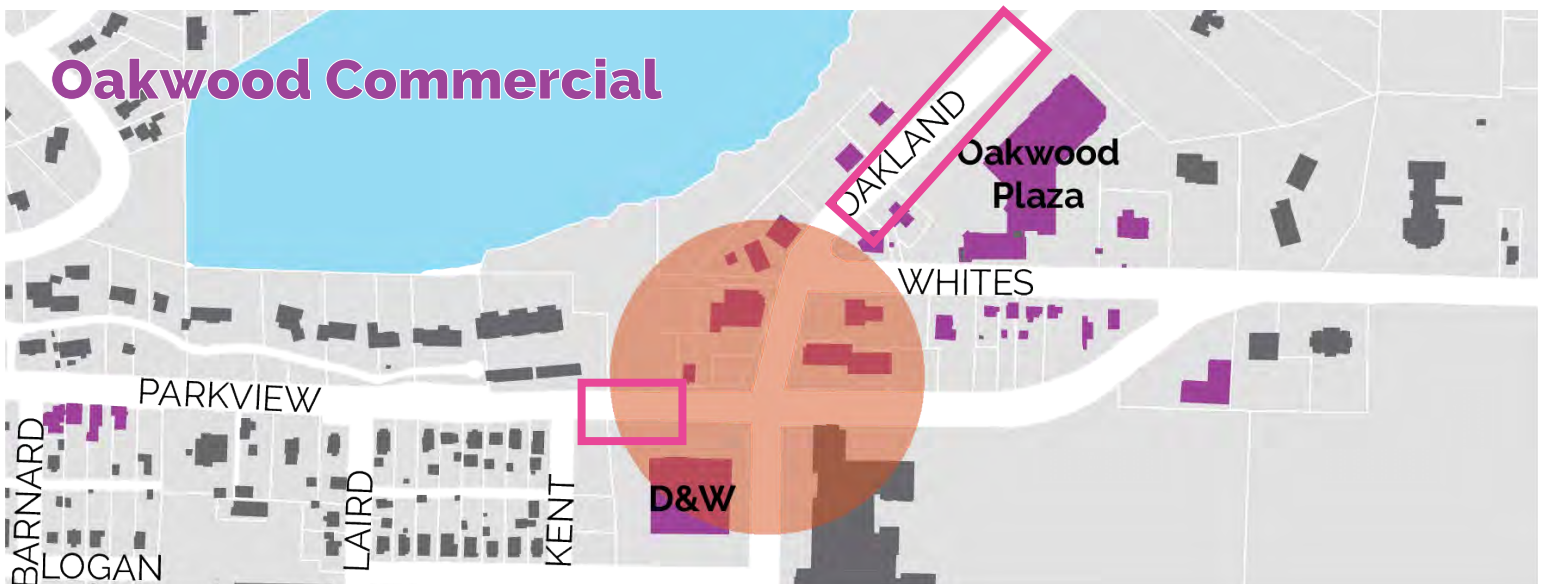 Oakwood Commercial
OAKLAND
Oakwood
Plaza
WHITES
PARKVIEW
BARNARD
LAIRD
KENT
D&W
LOGAN